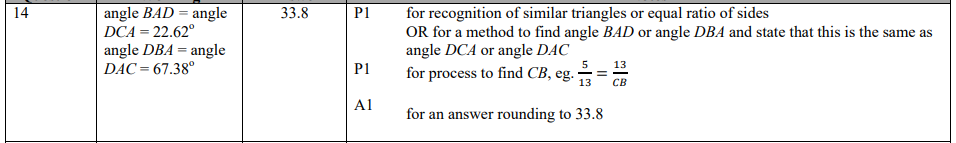 14
angle BAD = angle
DCA = 22.62°
angle DBA = angle
DAC = 67.38°
33.8
P1 for recognition of similar triangles or equal ratio of sides
OR for a method to find angle BAD or angle DBA and state that this is the same as
angle DCA or angle DAC
P1 for process to find CB, eg. 5/13 = 13/CB
A1
for an answer rounding to 33.8